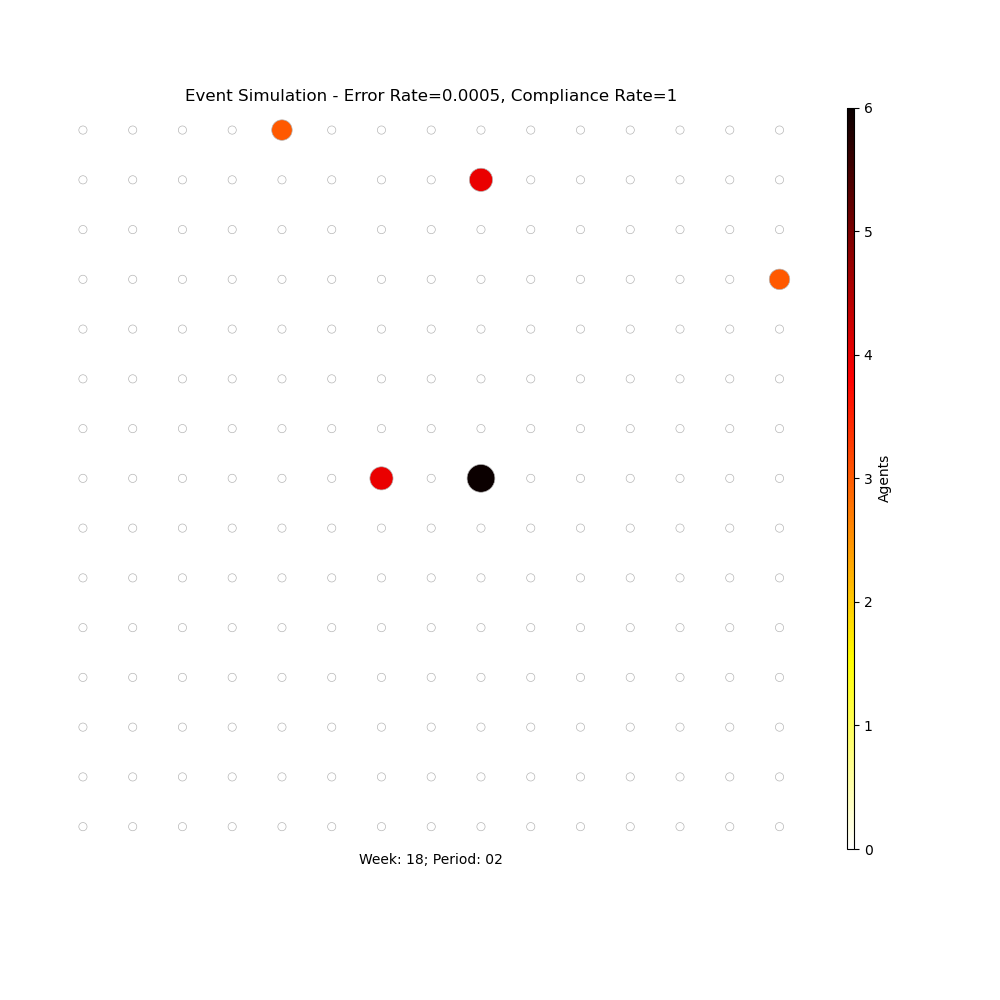 Event Simulation - Error Rate=0.0005, Compliance Rate=1
6
5
4
3
2
1
0
Agents
Week: 18; Period: 02